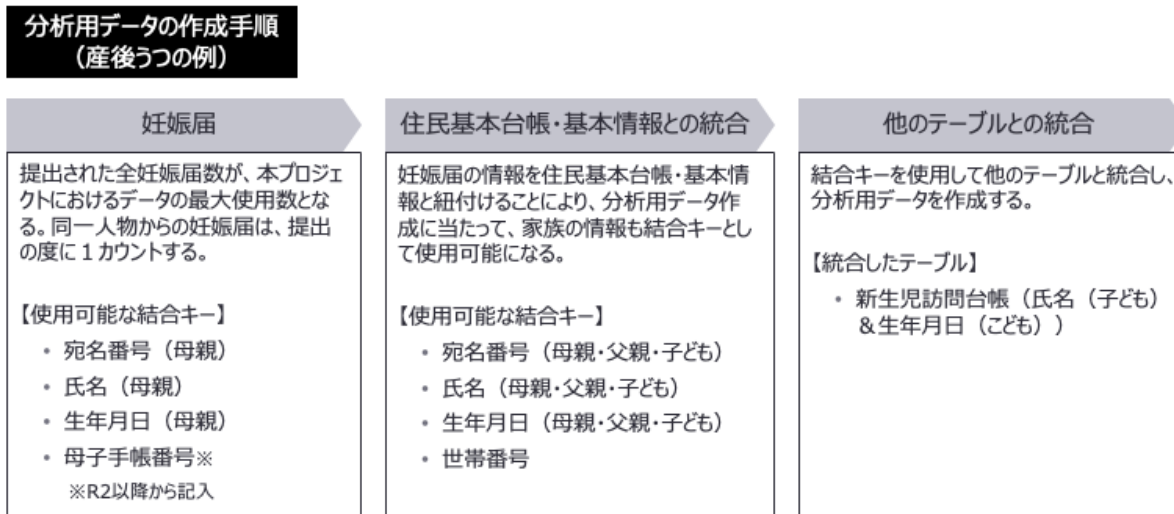 分析用データの作成手順
（産後うつの例）
妊娠届
提出された全妊娠届数が、本プロジェ
クトにおけるデータの最大使用数とな
る。同一人物からの妊娠届は、提出
の度に１カウントする。
【使用可能な結合キー】
• 宛名番号（母親）
• 氏名（母親）
• 生年月日（母親）
• 母子手帳番号※
※R2以降から記入
住民基本台帳・基本情報との統合
妊娠届の情報を住民基本台帳・基本情
報と紐付けることにより、分析用データ作
成に当たって、家族の情報も結合キーとし
て使用可能になる。
【使用可能な結合キー】
• 宛名番号（母親・父親・子ども）
• 氏名（母親・父親・子ども）
• 生年月日（母親・父親・子ども）
• 世帯番号
他のテーブルとの統合
結合キーを使用して他のテーブルと統合し、
分析用データを作成する。
【統合したテーブル】
• 新生児訪問台帳（氏名（子ども）
＆生年月日（こども））